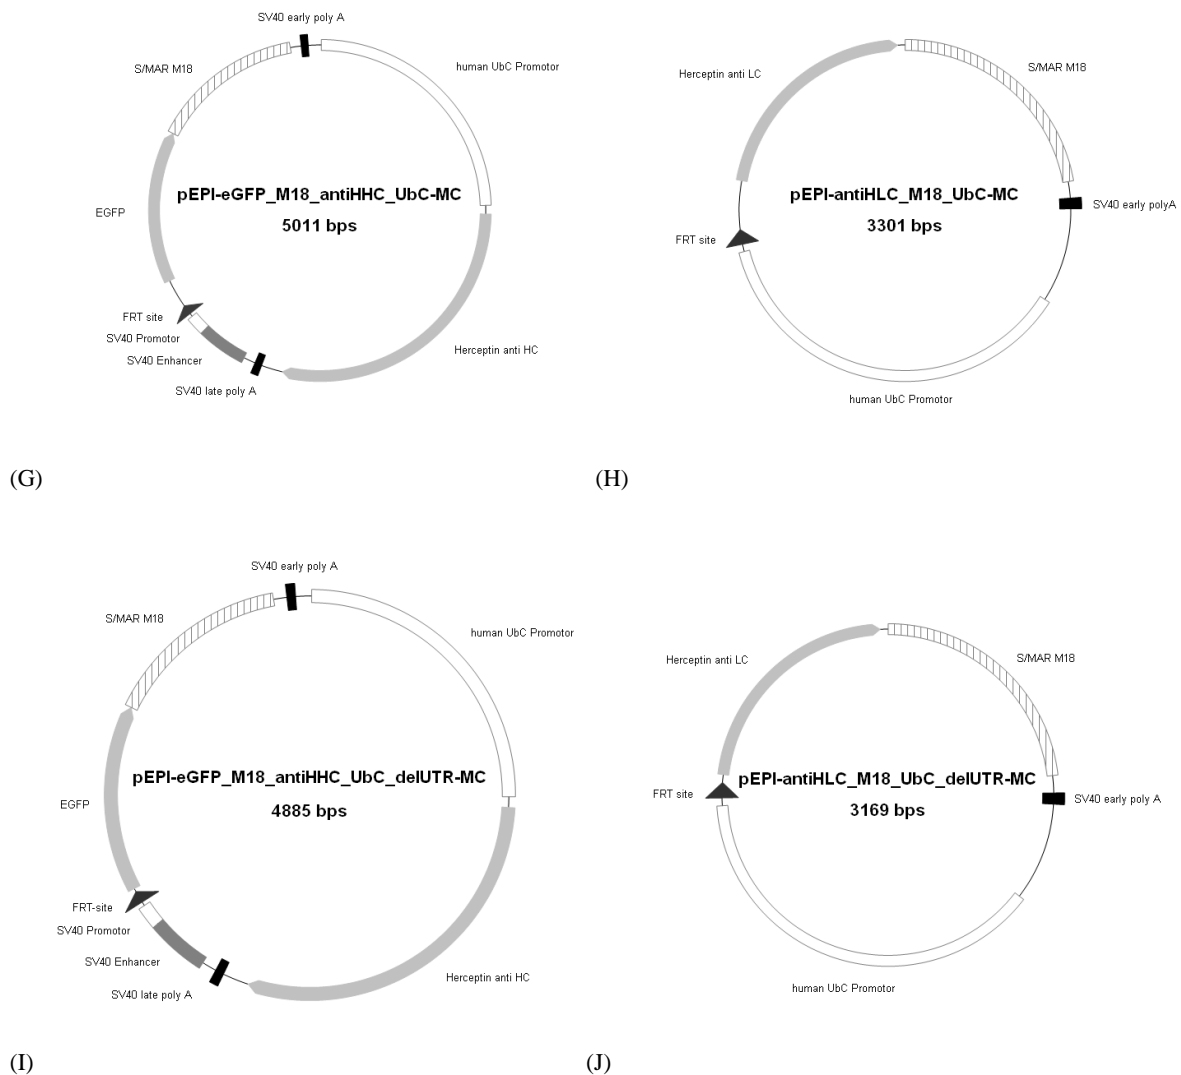 SV40 early poly A
S/MAR M18
human UbC Promotor
pEPI-eGFP_M18_antiHHC_UbC-MC
5011 bps
EGFP
FRT site
SV40 Promotor
SV40 Enhancer
SV40 late poly A
Herceptin anti HC
Herceptin anti LC
S/MAR M18
pEPI-antiHLC_M18_UbC-MC
3301 bps
SV40 early polyA
FRT site
human UbC Promotor
(G)
(H)
SV40 early poly A
S/MAR M18
human UbC Promotor
pEPI-eGFP_M18_antiHHC_UbC_delUTR-MC
4885 bps
EGFP
FRT-site
SV40 Promotor
SV40 Enhancer
SV40 late poly A
Herceptin anti HC
Herceptin anti LC
S/MAR M18
pEPI-antiHLC_M18_UbC_delUTR-MC
3169 bps
FRT site
SV40 early poly A
human UbC Promotor
(I)
(J)